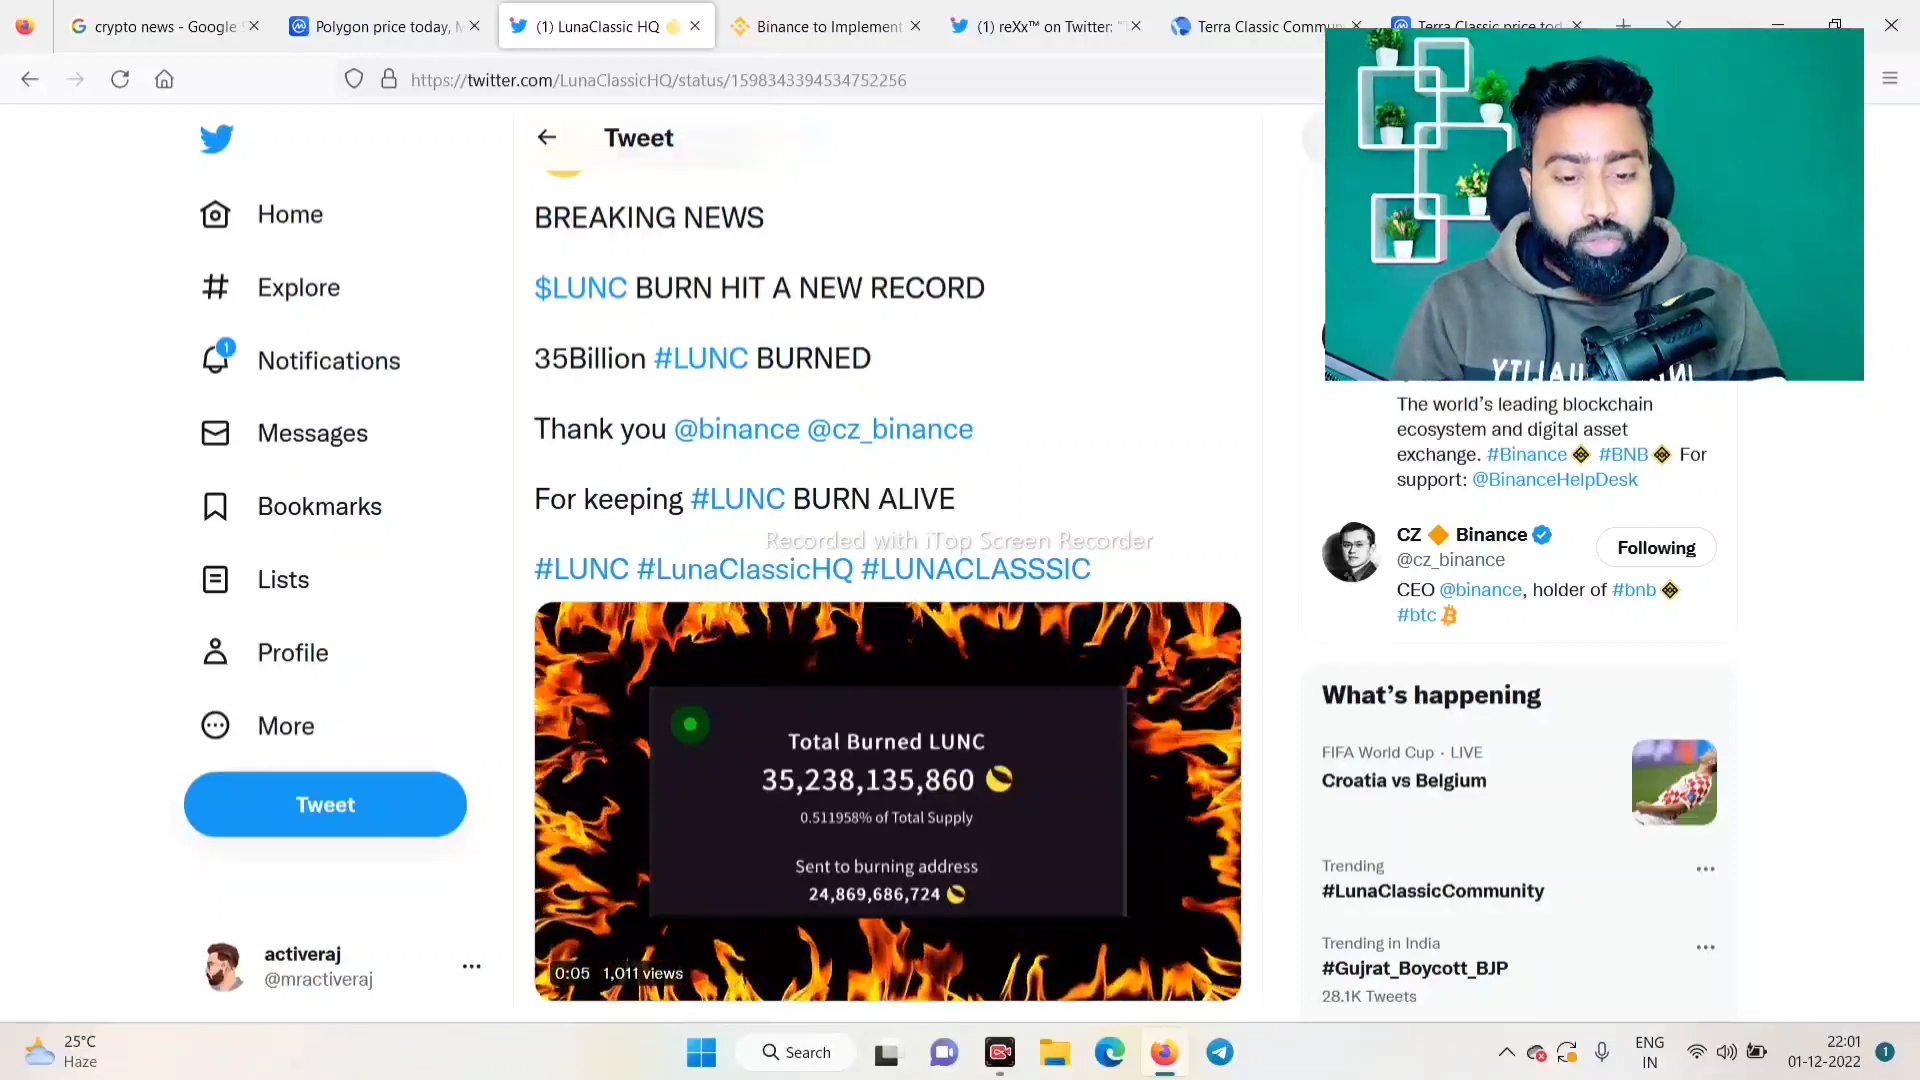 crypto news - Google
Polygon price today, M
(1) LunaClassic HQ
Binance to Implement
(1) reXx™ on Twitter: "T
Terra Classic Commun
Terra Classic price tod
https://twitter.com/LunaClassicHQ/status/1598343394534752256
Tweet
Home
Explore
1
Notifications
Messages
Bookmarks
Lists
Profile
More
Tweet
activeraj
@mractiveraj
BREAKING NEWS
$LUNC BURN HIT A NEW RECORD
35Billion #LUNC BURNED
Thank you @binance @cz_binance
For keeping #LUNC BURN ALIVE
Recorded with iTop Screen Recorder
#LUNC #LunaClassicHQ #LUNACLASSSIC
Total Burned LUNC
35,238,135,860
0.511958% of Total Supply
Sent to burning address
24,869,686,724
0:05 1,011 views
The world's leading blockchain
ecosystem and digital asset
exchange. #Binance #BNB For
support: @BinanceHelpDesk
CZ Binance
@cz_binance
Following
CEO @binance, holder of #bnb
#btc
What's happening
FIFA World Cup · LIVE
Croatia vs Belgium
Trending
#LunaClassicCommunity
Trending in India
#Gujrat_Boycott_BJP
28.1K Tweets
25°C
Haze
Search
ENG
IN
22:01
01-12-2022
1